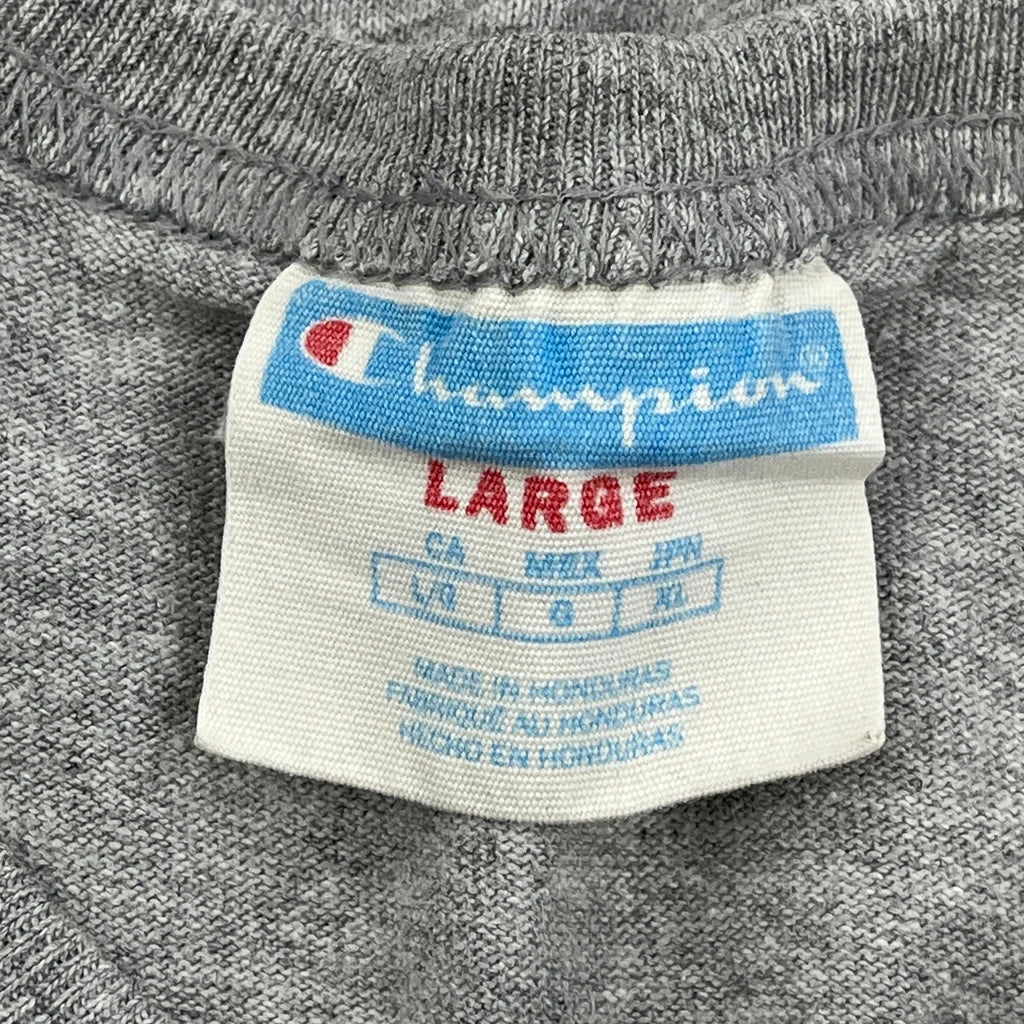 Champion®
LARGE
CA MEX JPN
L/G G XL
MADE IN HONDURAS
FABRIQUÉ AU HONDURAS
HECHO EN HONDURAS